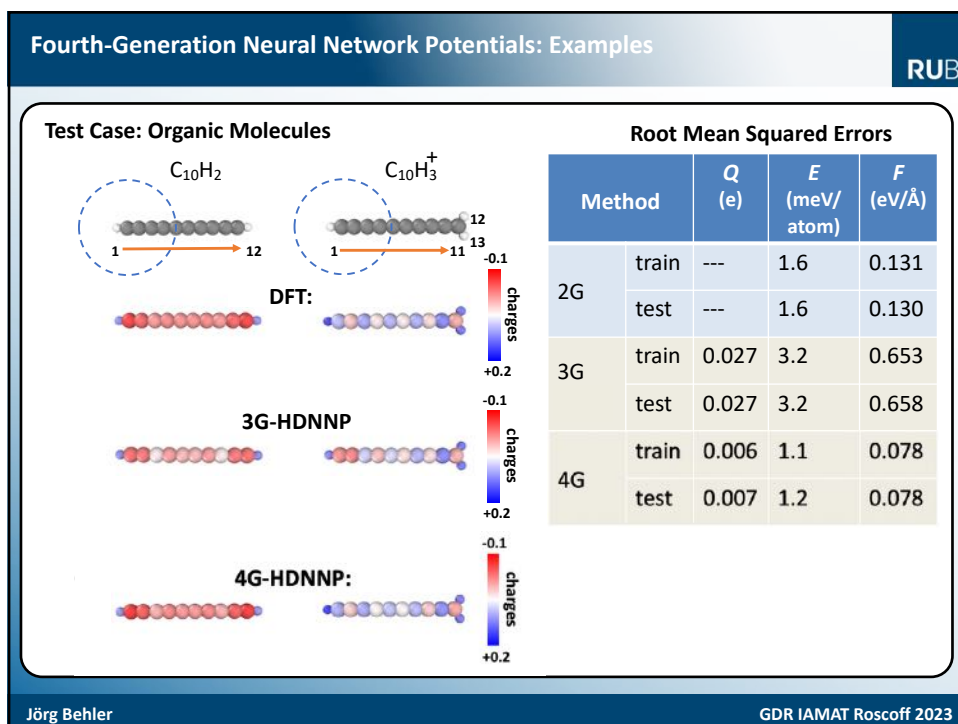 Fourth-Generation Neural Network Potentials: Examples
RUB
Test Case: Organic Molecules
C₁₀H₂
C₁₀H₃⁺
1
12
1
11
12
13
DFT:
-0.1
charges
+0.2
3G-HDNNP
-0.1
charges
+0.2
4G-HDNNP:
-0.1
charges
+0.2
Root Mean Squared Errors
Method Q (e) E (meV/atom) F (eV/Å)
2G train --- 1.6 0.131
test --- 1.6 0.130
3G train 0.027 3.2 0.653
test 0.027 3.2 0.658
4G train 0.006 1.1 0.078
test 0.007 1.2 0.078
Jörg Behler
GDR IAMAT Roscoff 2023